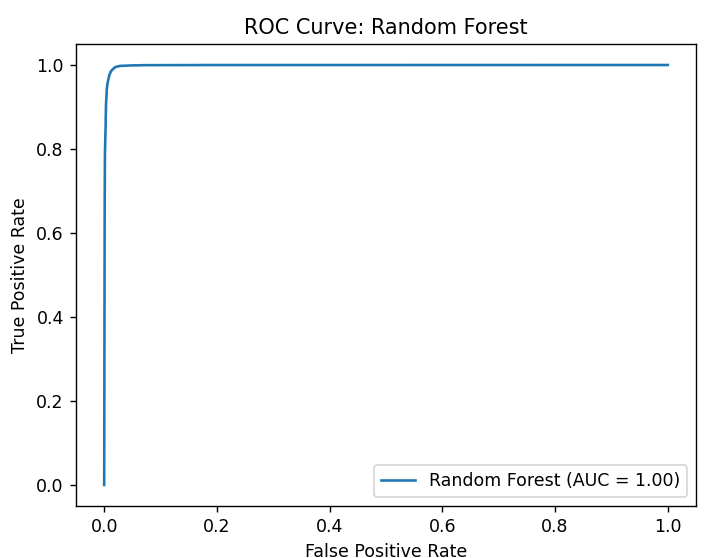 ROC Curve: Random Forest
True Positive Rate
1.0
0.8
0.6
0.4
0.2
0.0
Random Forest (AUC = 1.00)
0.0 0.2 0.4 0.6 0.8 1.0
False Positive Rate